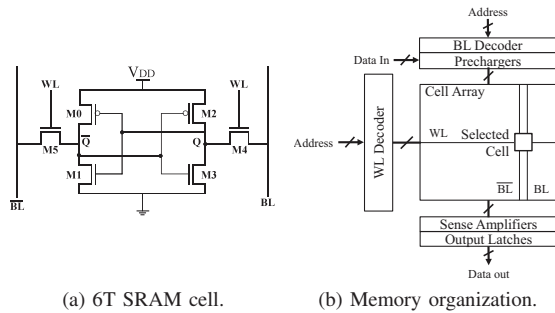 V_DD
WL
WL
M0
M2
Q̅
Q
M5
M4
M1
M3
B̅L̅
BL
(a) 6T SRAM cell.
Address
BL Decoder
Data In
Prechargers
Cell Array
Address
WL Decoder
WL
Selected
Cell
B̅L̅
BL
Sense Amplifiers
Output Latches
Data out
(b) Memory organization.